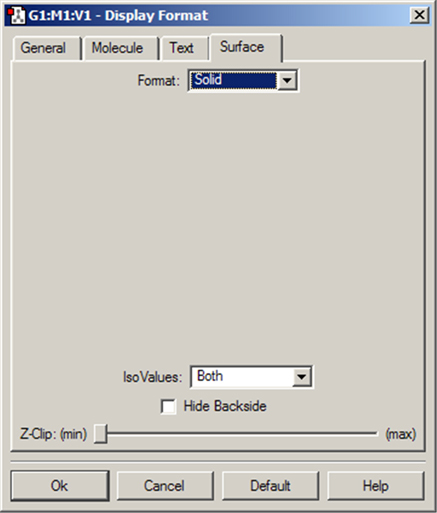 G1:M1:V1 - Display Format
General Molecule Text Surface
Format: Solid
IsoValues: Both
Hide Backside
Z-Clip: (min) (max)
Ok Cancel Default Help